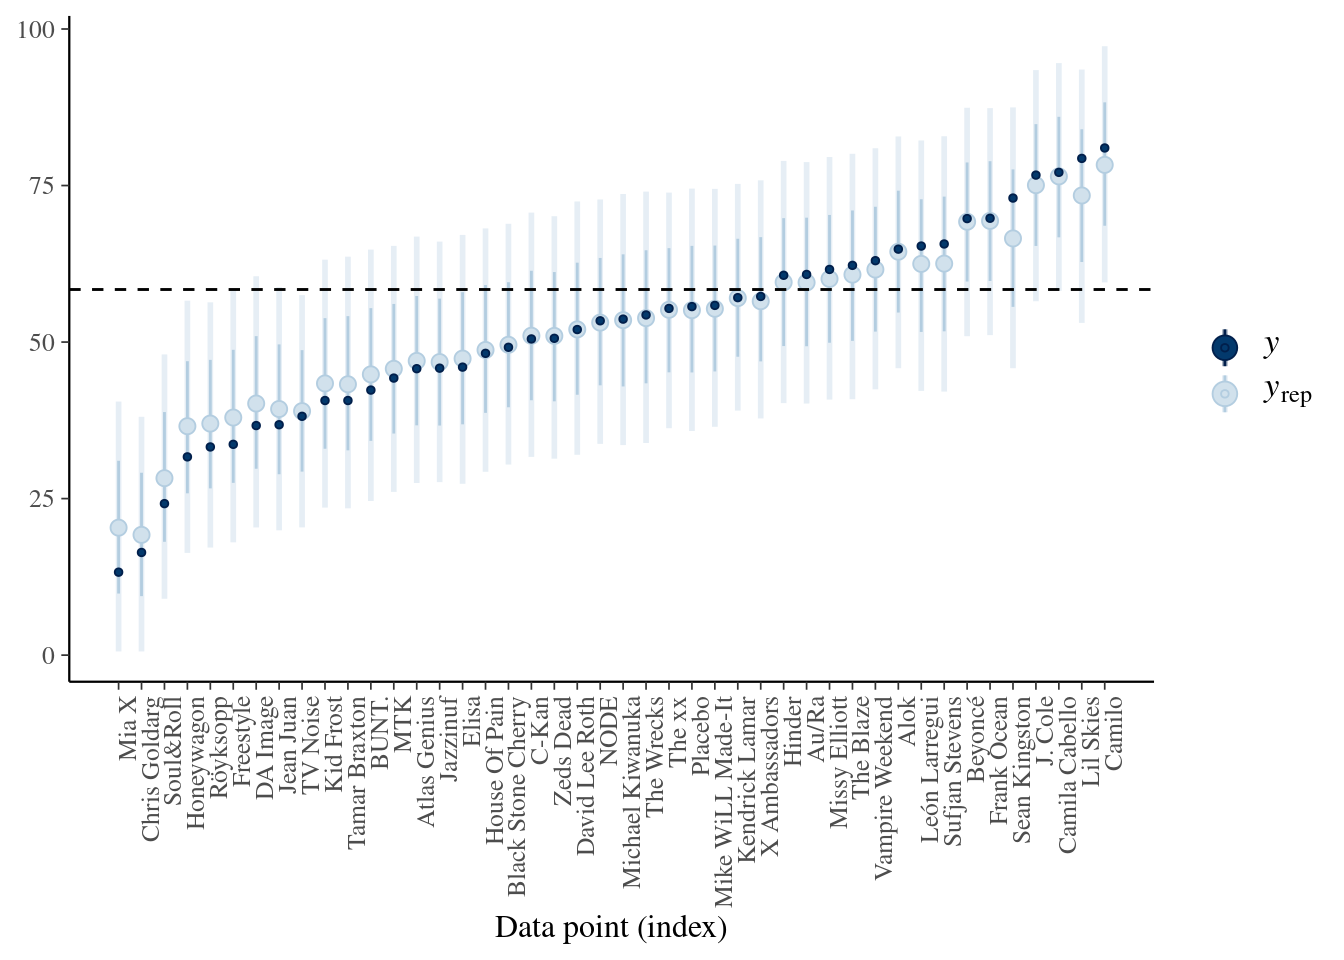 100
75
50
25
0
Mia X
Chris Goldarg
Soul&Roll
Honeywagon
Röyksopp
Freestyle
DA Image
Jean Juan
TV Noise
Kid Frost
Tamar Braxton
BUNT.
MTK
Atlas Genius
Jazzinuf
Elisa
House Of Pain
Black Stone Cherry
C-Kan
Zeds Dead
David Lee Roth
NODE
Michael Kiwanuka
The Wrecks
The xx
Placebo
Mike WiLL Made-It
Kendrick Lamar
X Ambassadors
Hinder
Au/Ra
Missy Elliott
The Blaze
Vampire Weekend
Alok
León Larregui
Sufjan Stevens
Beyoncé
Frank Ocean
Sean Kingston
J. Cole
Camila Cabello
Lil Skies
Camilo
Data point (index)
y
yrep